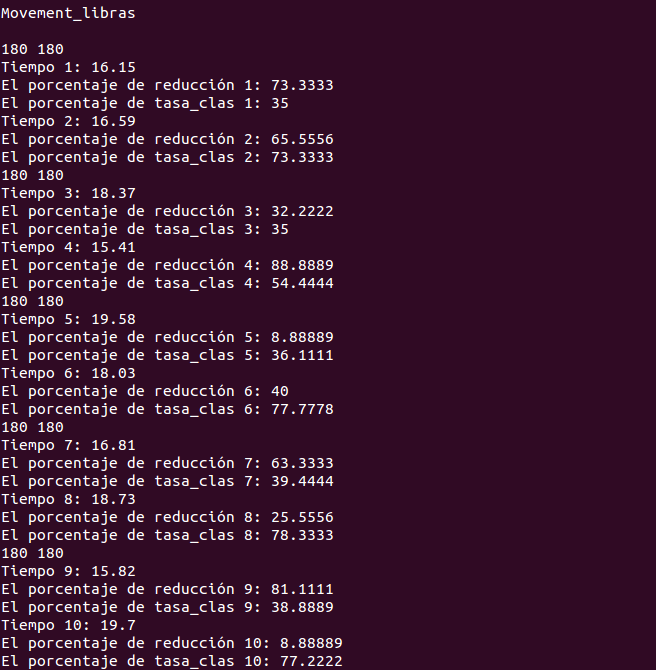 Movement_libras
180 180
Tiempo 1: 16.15
El porcentaje de reducción 1: 73.3333
El porcentaje de tasa_clas 1: 35
Tiempo 2: 16.59
El porcentaje de reducción 2: 65.5556
El porcentaje de tasa_clas 2: 73.3333
180 180
Tiempo 3: 18.37
El porcentaje de reducción 3: 32.2222
El porcentaje de tasa_clas 3: 35
Tiempo 4: 15.41
El porcentaje de reducción 4: 88.8889
El porcentaje de tasa_clas 4: 54.4444
180 180
Tiempo 5: 19.58
El porcentaje de reducción 5: 8.88889
El porcentaje de tasa_clas 5: 36.1111
Tiempo 6: 18.03
El porcentaje de reducción 6: 40
El porcentaje de tasa_clas 6: 77.7778
180 180
Tiempo 7: 16.81
El porcentaje de reducción 7: 63.3333
El porcentaje de tasa_clas 7: 39.4444
Tiempo 8: 18.73
El porcentaje de reducción 8: 25.5556
El porcentaje de tasa_clas 8: 78.3333
180 180
Tiempo 9: 15.82
El porcentaje de reducción 9: 81.1111
El porcentaje de tasa_clas 9: 38.8889
Tiempo 10: 19.7
El porcentaje de reducción 10: 8.88889
El porcentaje de tasa_clas 10: 77.2222